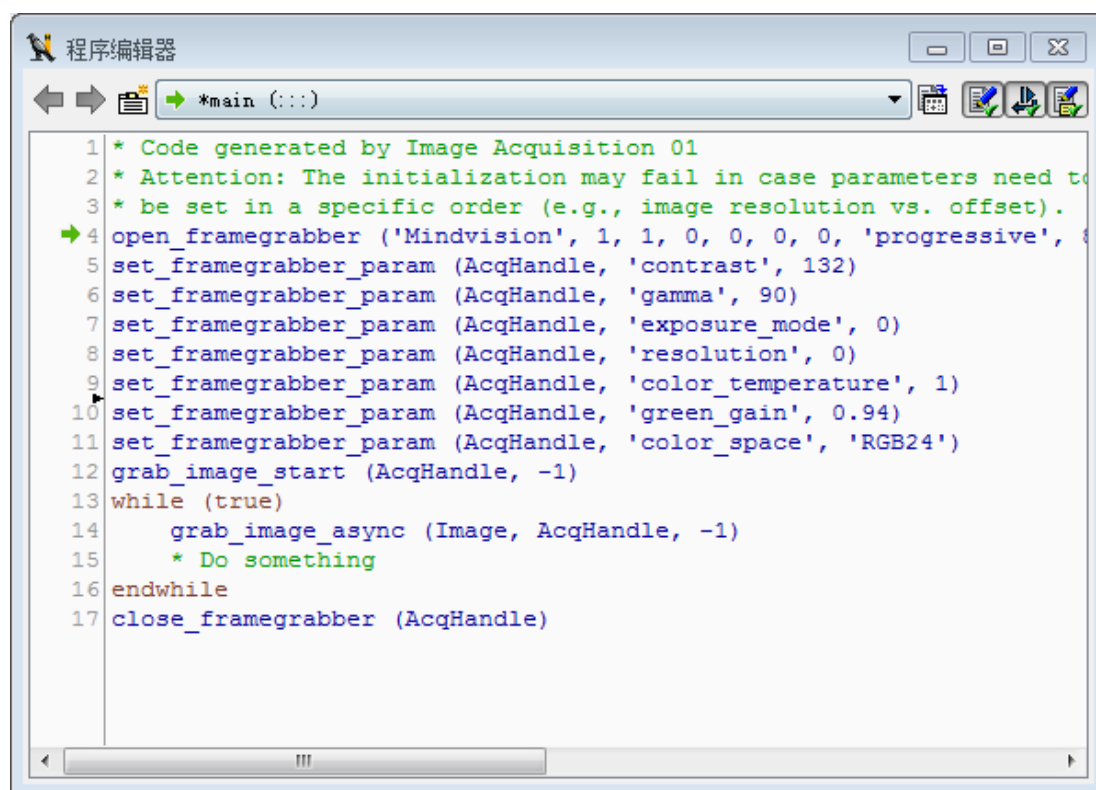 程序编辑器
*main (:::)
1 * Code generated by Image Acquisition 01
2 * Attention: The initialization may fail in case parameters need to
3 * be set in a specific order (e.g., image resolution vs. offset).
4 open_framegrabber ('Mindvision', 1, 1, 0, 0, 0, 0, 'progressive',
5 set_framegrabber_param (AcqHandle, 'contrast', 132)
6 set_framegrabber_param (AcqHandle, 'gamma', 90)
7 set_framegrabber_param (AcqHandle, 'exposure_mode', 0)
8 set_framegrabber_param (AcqHandle, 'resolution', 0)
9 set_framegrabber_param (AcqHandle, 'color_temperature', 1)
10 set_framegrabber_param (AcqHandle, 'green_gain', 0.94)
11 set_framegrabber_param (AcqHandle, 'color_space', 'RGB24')
12 grab_image_start (AcqHandle, -1)
13 while (true)
14     grab_image_async (Image, AcqHandle, -1)
15     * Do something
16 endwhile
17 close_framegrabber (AcqHandle)